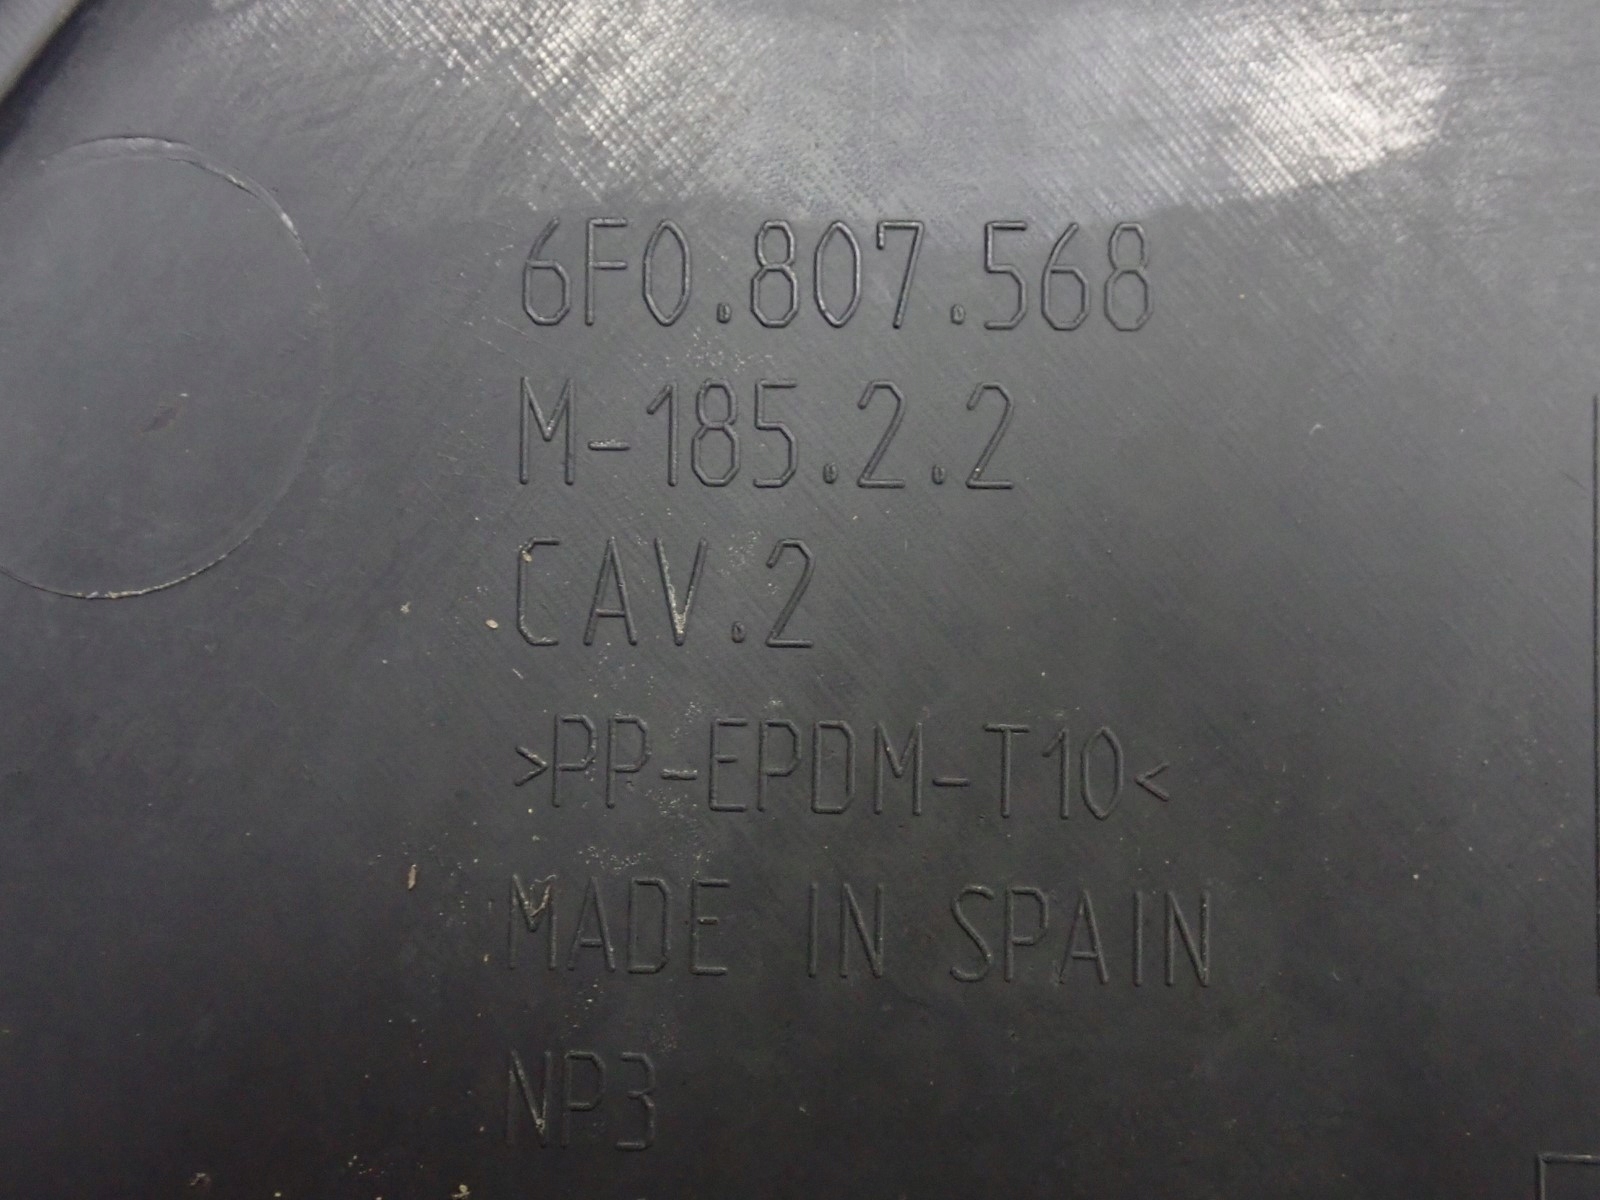 6F0.807.568
M-185.2.2
CAV.2
>PP-EPDM-T10<
MADE IN SPAIN
NP3